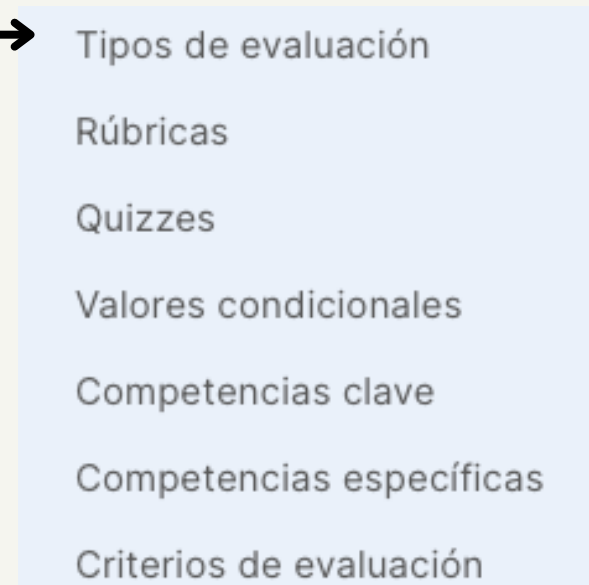 Tipos de evaluación
Rúbricas
Quizzes
Valores condicionales
Competencias clave
Competencias específicas
Criterios de evaluación